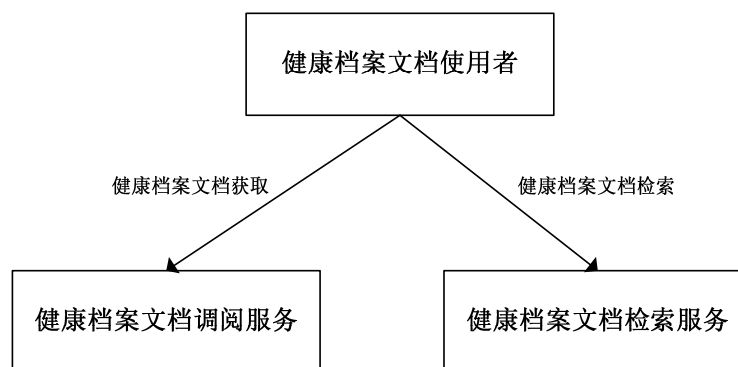 健康档案文档使用者
健康档案文档获取
健康档案文档检索
健康档案文档调阅服务
健康档案文档检索服务